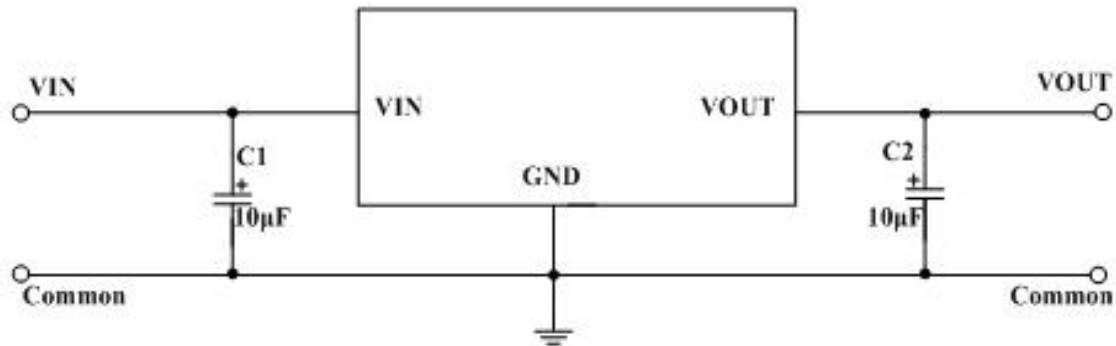 VIN
VOUT
VIN
VOUT
C1
+
10μF
GND
C2
+
10μF
Common
Common